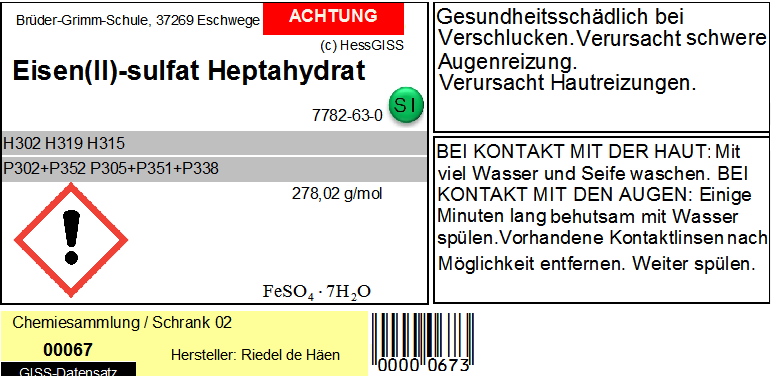 Brüder-Grimm-Schule, 37269 Eschwege
ACHTUNG
(c) HessGISS
Eisen(II)-sulfat Heptahydrat
SI
7782-63-0
H302 H319 H315
P302+P352 P305+P351+P338
278,02 g/mol
FeSO₄ · 7H₂O
Gesundheitsschädlich bei
Verschlucken. Verursacht schwere
Augenreizung.
Verursacht Hautreizungen.
BEI KONTAKT MIT DER HAUT: Mit
viel Wasser und Seife waschen. BEI
KONTAKT MIT DEN AUGEN: Einige
Minuten lang behutsam mit Wasser
spülen. Vorhandene Kontaktlinsen nach
Möglichkeit entfernen. Weiter spülen.
Chemiesammlung / Schrank 02
00067
Hersteller: Riedel de Häen
GISS-Datensatz
0000 0673